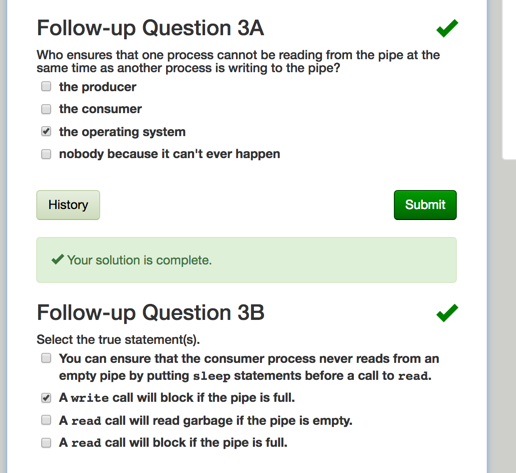 Follow-up Question 3A
Who ensures that one process cannot be reading from the pipe at the
same time as another process is writing to the pipe?
the producer
the consumer
the operating system
nobody because it can't ever happen
History
Submit
Your solution is complete.
Follow-up Question 3B
Select the true statement(s).
You can ensure that the consumer process never reads from an
empty pipe by putting sleep statements before a call to read.
A write call will block if the pipe is full.
A read call will read garbage if the pipe is empty.
A read call will block if the pipe is full.